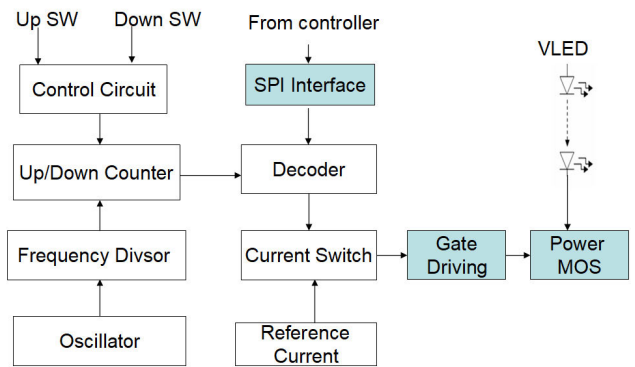 Up SW
Down SW
From controller
VLED
Control Circuit
SPI Interface
Up/Down Counter
Decoder
Frequency Divsor
Current Switch
Gate
Driving
Power
MOS
Oscillator
Reference
Current